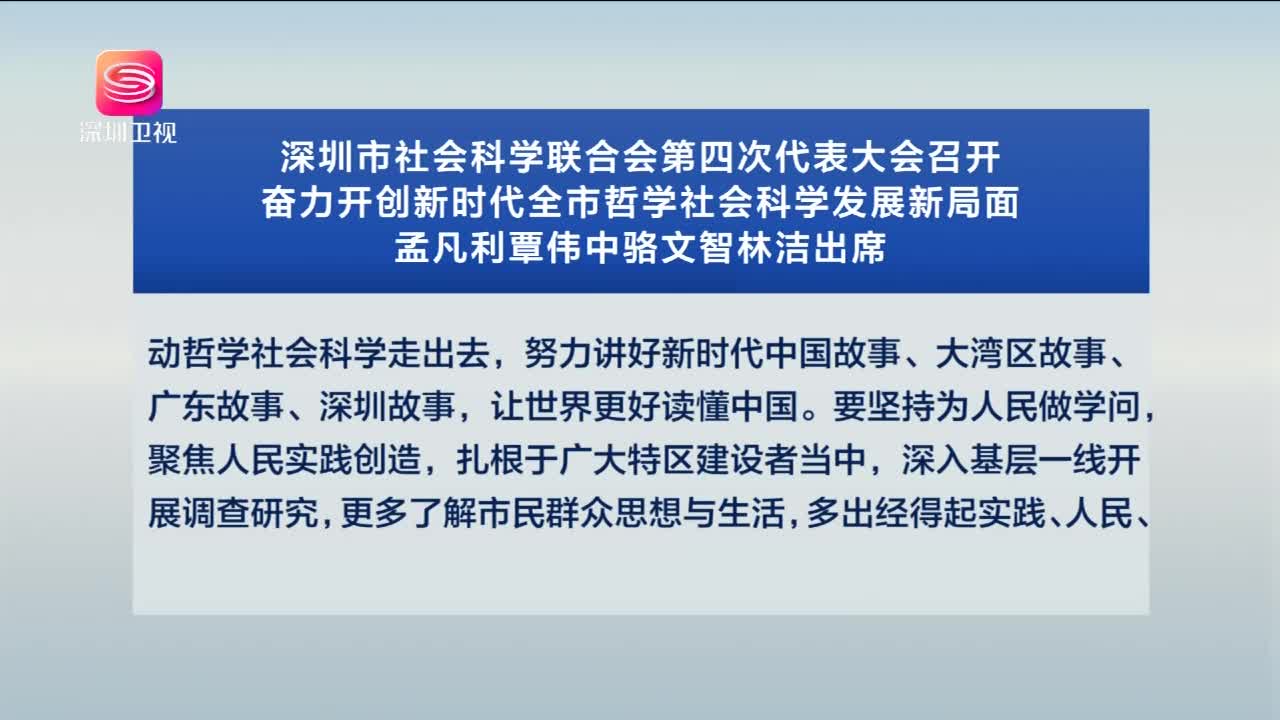 深圳卫视
深圳市社会科学联合会第四次代表大会召开
奋力开创新时代全市哲学社会科学发展新局面
孟凡利覃伟中骆文智林洁出席
动哲学社会科学走出去，努力讲好新时代中国故事、大湾区故事、
广东故事、深圳故事，让世界更好读懂中国。要坚持为人民做学问，
聚焦人民实践创造，扎根于广大特区建设者当中，深入基层一线开
展调查研究，更多了解市民群众思想与生活，多出经得起实践、人民、